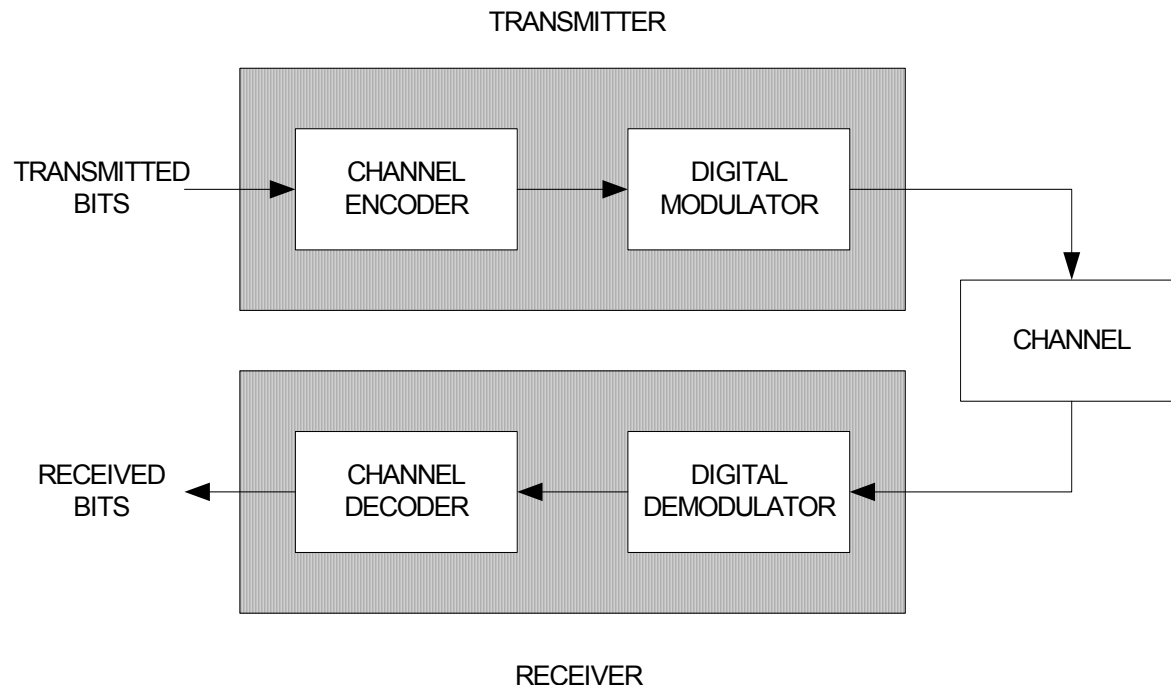 TRANSMITTER
TRANSMITTED
BITS
CHANNEL
ENCODER
DIGITAL
MODULATOR
CHANNEL
RECEIVED
BITS
CHANNEL
DECODER
DIGITAL
DEMODULATOR
RECEIVER